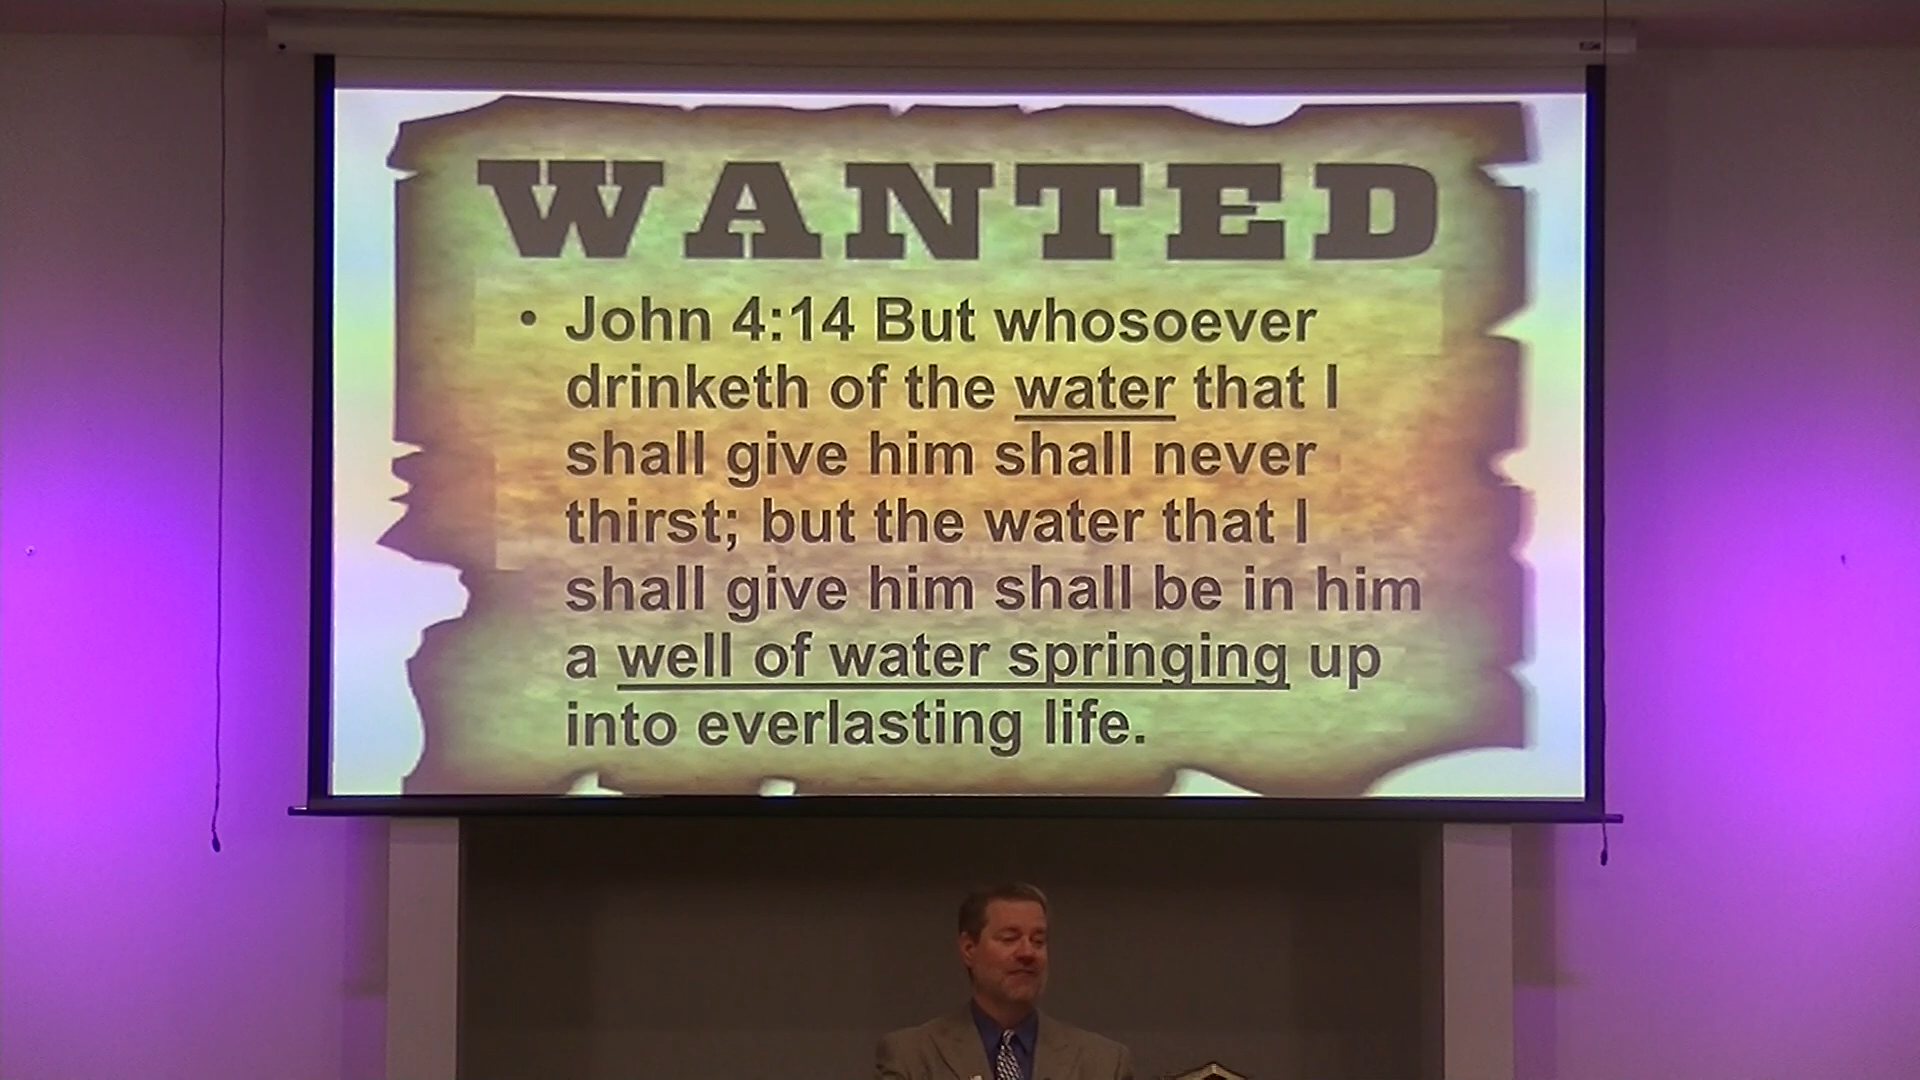 WANTED
• John 4:14 But whosoever
drinketh of the water that I
shall give him shall never
thirst; but the water that I
shall give him shall be in him
a well of water springing up
into everlasting life.